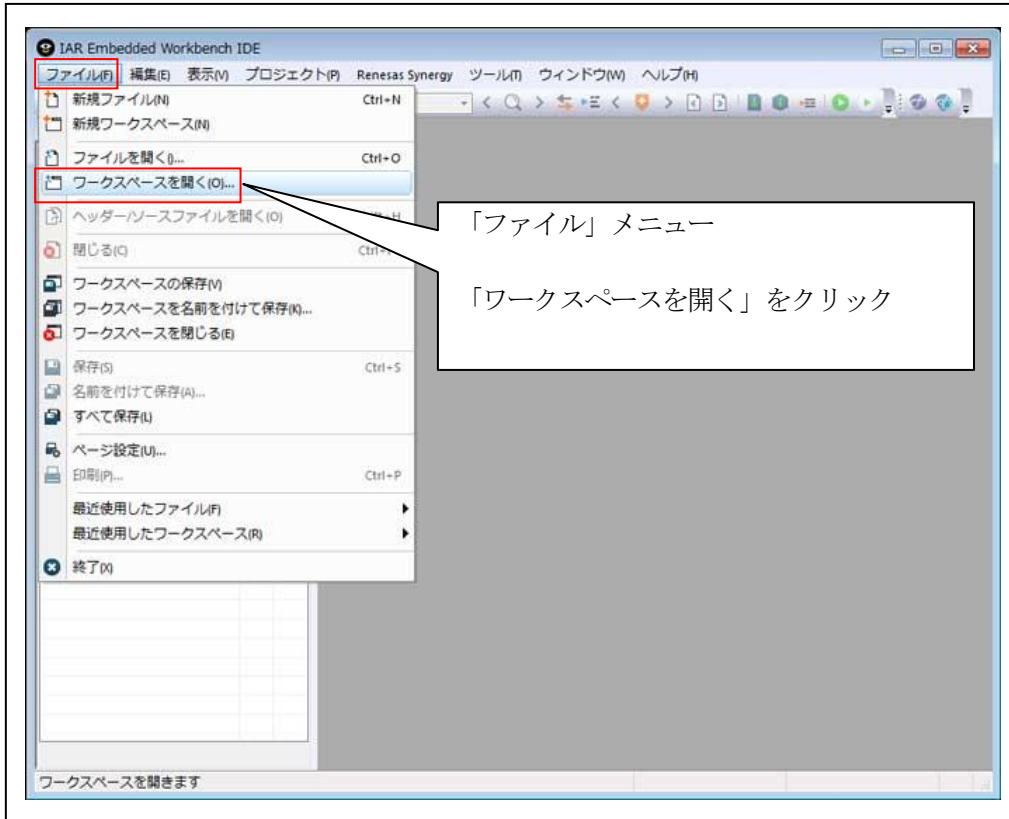 IAR Embedded Workbench IDE
ファイル(F) 編集(E) 表示(V) プロジェクト(P) Renesas Synergy ツール(T) ウィンドウ(W) ヘルプ(H)
新規ファイル(N) Ctrl+N
新規ワークスペース(N)
ファイルを開く()... Ctrl+O
ワークスペースを開く(O)...
ヘッダー/ソースファイルを開く(O)
閉じる(C)
ワークスペースの保存(V)
ワークスペースを名前を付けて保存(K)...
ワークスペースを閉じる(E)
保存(S) Ctrl+S
名前を付けて保存(A)...
すべて保存(L)
ページ設定(U)...
印刷(P)... Ctrl+P
最近使用したファイル(F)
最近使用したワークスペース(R)
終了(X)
「ファイル」メニュー
「ワークスペースを開く」をクリック
ワークスペースを開きます